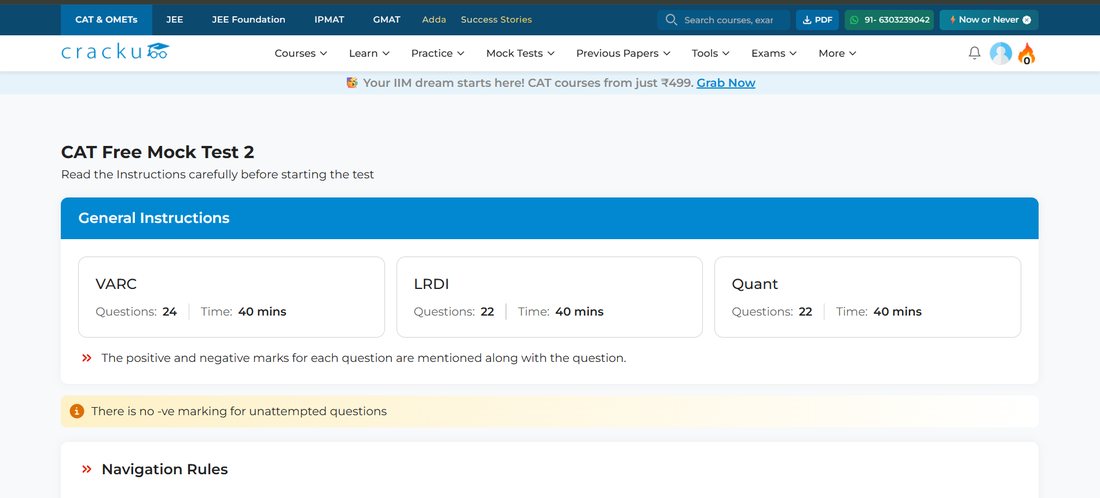 CAT & OMETs JEE JEE Foundation IPMAT GMAT Adda Success Stories Search courses, exar PDF 91- 6303239042 Now or Never
cracku Courses Learn Practice Mock Tests Previous Papers Tools Exams More 0
Your IIM dream starts here! CAT courses from just ₹499. Grab Now
CAT Free Mock Test 2
Read the Instructions carefully before starting the test
General Instructions
VARC
Questions: 24 Time: 40 mins
LRDI
Questions: 22 Time: 40 mins
Quant
Questions: 22 Time: 40 mins
» The positive and negative marks for each question are mentioned along with the question.
There is no -ve marking for unattempted questions
» Navigation Rules